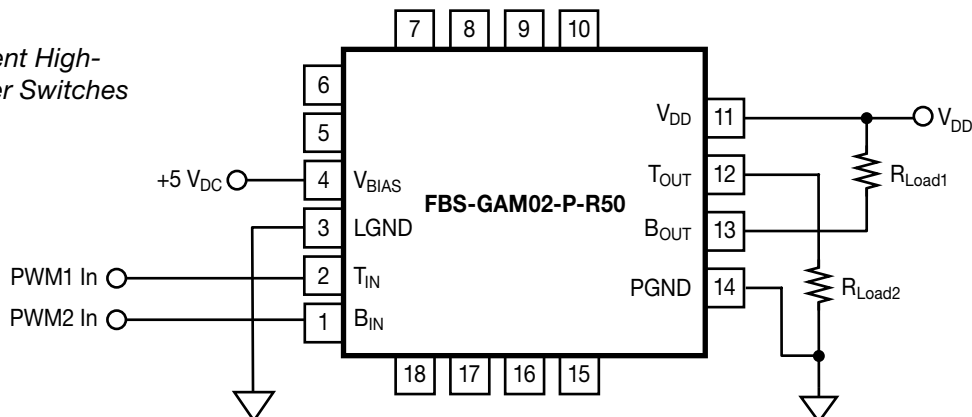 ent High-
er Switches
7 8 9 10
6
5
+5 VDC 4 VBIAS
3 LGND
PWM1 In 2 TIN
PWM2 In 1 BIN
FBS-GAM02-P-R50
VDD 11 VDD
TOUT 12
RLoad1
BOUT 13
PGND 14
RLoad2
18 17 16 15